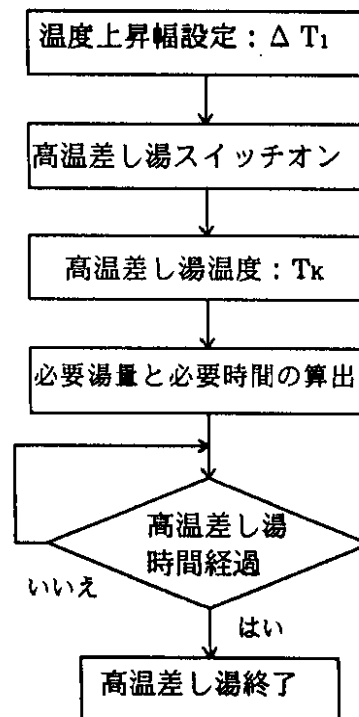 温度上昇幅設定：Δ T1
高温差し湯スイッチオン
高温差し湯温度：TK
必要湯量と必要時間の算出
高温差し湯
時間経過
いいえ
はい
高温差し湯終了